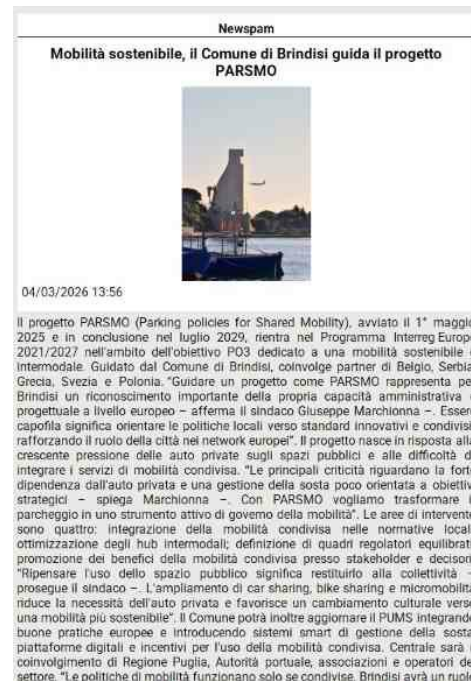 Newspam
Mobilità sostenibile, il Comune di Brindisi guida il progetto
PARSMO
04/03/2026 13:56
Il progetto PARSMO (Parking policies for Shared Mobility), avviato il 1° maggio
2025 e in conclusione nel luglio 2029, rientra nel Programma Interreg Europe
2021/2027 nell'ambito dell'obiettivo PO3 dedicato a una mobilità sostenibile e
intermodale. Guidato dal Comune di Brindisi, coinvolge partner di Belgio, Serbia,
Grecia, Svezia e Polonia. "Guidare un progetto come PARSMO rappresenta per
Brindisi un riconoscimento importante della propria capacità amministrativa e
progettuale a livello europeo – afferma il sindaco Giuseppe Marchionna –. Essere
capofila significa orientare le politiche locali verso standard innovativi e condivisi,
rafforzando il ruolo della città nei network europei". Il progetto nasce in risposta alla
crescente pressione delle auto private sugli spazi pubblici e alle difficoltà di
integrare i servizi di mobilità condivisa. "Le principali criticità riguardano la forte
dipendenza dall'auto privata e una gestione della sosta poco orientata a obiettivi
strategici – spiega Marchionna –. Con PARSMO vogliamo trasformare il
parcheggio in uno strumento attivo di governo della mobilità". Le aree di intervento
sono quattro: integrazione della mobilità condivisa nelle normative locali;
ottimizzazione degli hub intermodali; definizione di quadri regolatori equilibrati;
promozione dei benefici della mobilità condivisa presso stakeholder e decisori.
"Ripensare l'uso dello spazio pubblico significa restituirlo alla collettività –
prosegue il sindaco –. L'ampliamento di car sharing, bike sharing e micromobilità
riduce la necessità dell'auto privata e favorisce un cambiamento culturale verso
una mobilità più sostenibile". Il Comune potrà inoltre aggiornare il PUMS integrando
buone pratiche europee e introducendo sistemi smart di gestione della sosta,
piattaforme digitali e incentivi per l'uso della mobilità condivisa. Centrale sarà il
coinvolgimento di Regione Puglia, Autorità portuale, associazioni e operatori del
settore. "Le politiche di mobilità funzionano solo se condivise. Brindisi avrà un ruolo